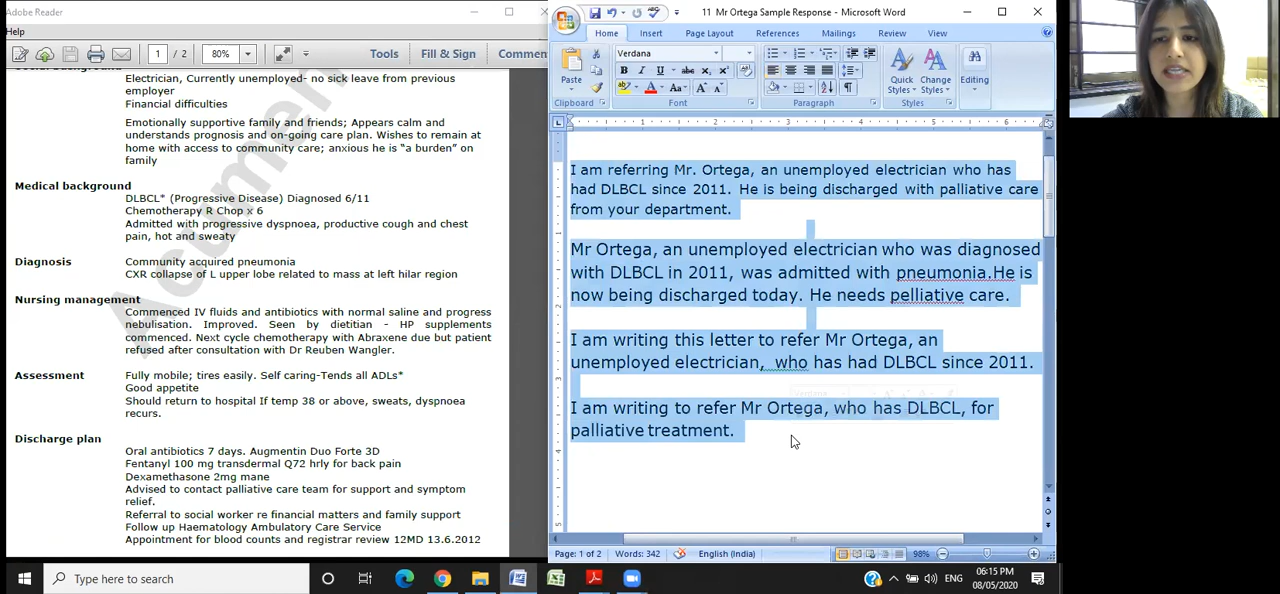 Adobe Reader
Help
1 / 2
80%
Tools
Fill & Sign
Commen
Electrician, Currently unemployed- no sick leave from previous
employer
Financial difficulties
Emotionally supportive family and friends; Appears calm and
understands prognosis and on-going care plan. Wishes to remain at
home with access to community care; anxious he is “a burden” on
family
Medical background
DLBCL* (Progressive Disease) Diagnosed 6/11
Chemotherapy R Chop x 6
Admitted with progressive dyspnoea, productive cough and chest
pain, hot and sweaty
Diagnosis
Community acquired pneumonia
CXR collapse of L upper lobe related to mass at left hilar region
Nursing management
Commenced IV fluids and antibiotics with normal saline and progress
nebulisation. Improved. Seen by dietitian - HP supplements
commenced. Next cycle chemotherapy with Abraxene due but patient
refused after consultation with Dr Reuben Wangler.
Assessment
Fully mobile; tires easily. Self caring-Tends all ADLs*
Good appetite
Should return to hospital If temp 38 or above, sweats, dyspnoea
recurs.
Discharge plan
Oral antibiotics 7 days. Augmentin Duo Forte 3D
Fentanyl 100 mg transdermal Q72 hrly for back pain
Dexamethasone 2mg mane
Advised to contact palliative care team for support and symptom
relief.
Referral to social worker re financial matters and family support
Follow up Haematology Ambulatory Care Service
Appointment for blood counts and registrar review 12MD 13.6.2012
11 Mr Ortega Sample Response - Microsoft Word
Home
Insert
Page Layout
References
Mailings
Review
View
Paste
Clipboard
Verdana
Font
Paragraph
Quick
Styles
Change
Styles
Styles
Editing
1 2 3 4 5 6
I am referring Mr. Ortega, an unemployed electrician who has
had DLBCL since 2011. He is being discharged with palliative care
from your department.
Mr Ortega, an unemployed electrician who was diagnosed
with DLBCL in 2011, was admitted with pneumonia.He is
now being discharged today. He needs pelliative care.
I am writing this letter to refer Mr Ortega, an
unemployed electrician, who has had DLBCL since 2011.
I am writing to refer Mr Ortega, who has DLBCL, for
palliative treatment.
Page: 1 of 2
Words: 342
English (India)
98%
Type here to search
ENG
06:15 PM
08/05/2020